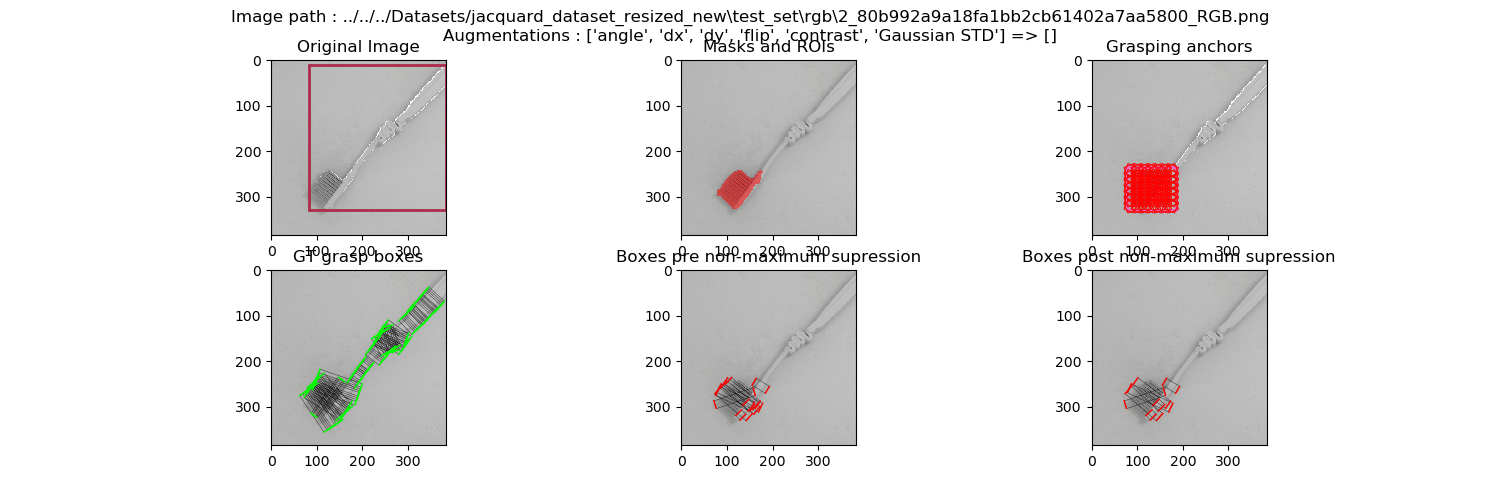 Image path : ../../../Datasets/jacquard_dataset_resized_new\test_set\rgb\2_80b992a9a18fa1bb2cb61402a7aa5800_RGB.png
Augmentations : ['angle', 'dx', 'dy', 'flip', 'contrast', 'Gaussian STD'] => []
Original Image
Masks and ROIs
Grasping anchors
0
100
200
300
0 100 200 300
0
100
200
300
0 100 200 300
0
100
200
300
0 100 200 300
GT grasp boxes
Boxes pre non-maximum supression
Boxes post non-maximum supression
0
100
200
300
0 100 200 300
0
100
200
300
0 100 200 300
0
100
200
300
0 100 200 300